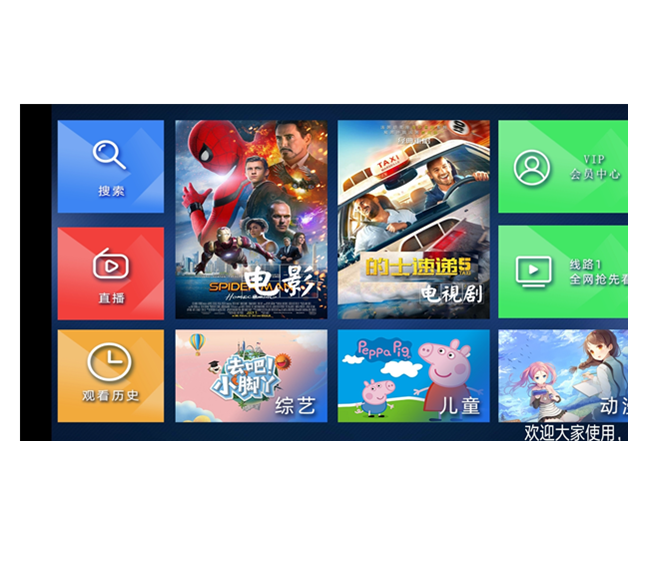 搜索
直播
观看历史
SPIDER-MAN
电影
TAXI
的士速递5
电视剧
VIP
会员中心
线路1
全网抢先看
去吧!
小脚丫
综艺
Peppa Pig
儿童
动漫
欢迎大家使用，